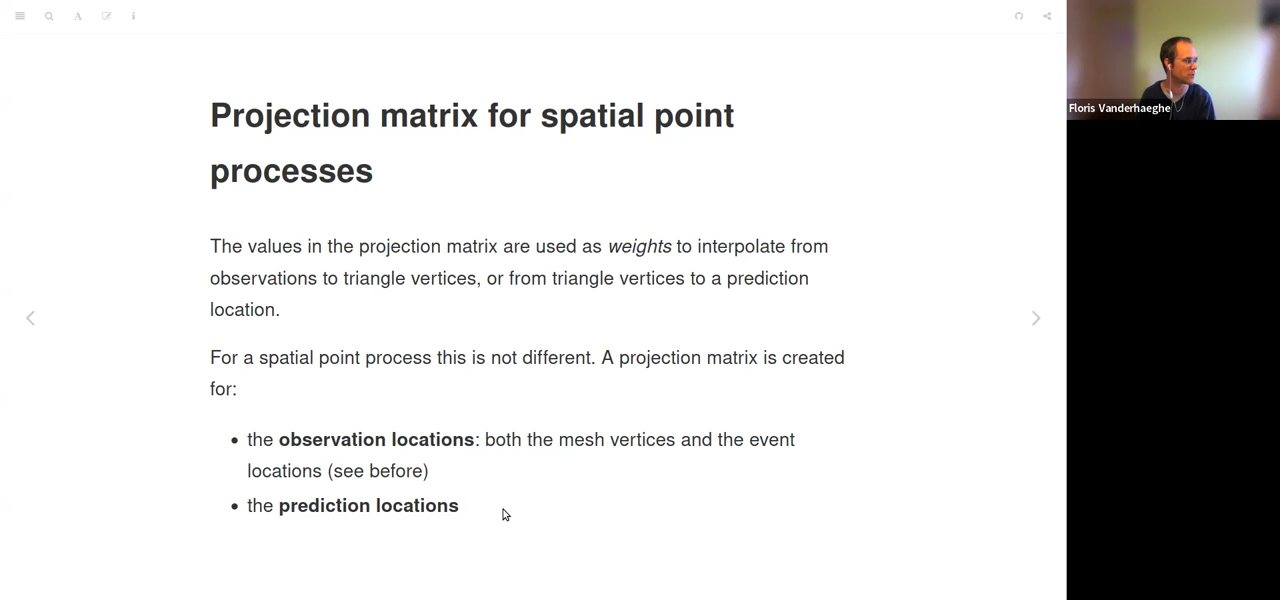 Projection matrix for spatial point
processes
The values in the projection matrix are used as weights to interpolate from
observations to triangle vertices, or from triangle vertices to a prediction
location.
For a spatial point process this is not different. A projection matrix is created
for:
• the observation locations: both the mesh vertices and the event
locations (see before)
• the prediction locations
Floris Vanderhaeghe